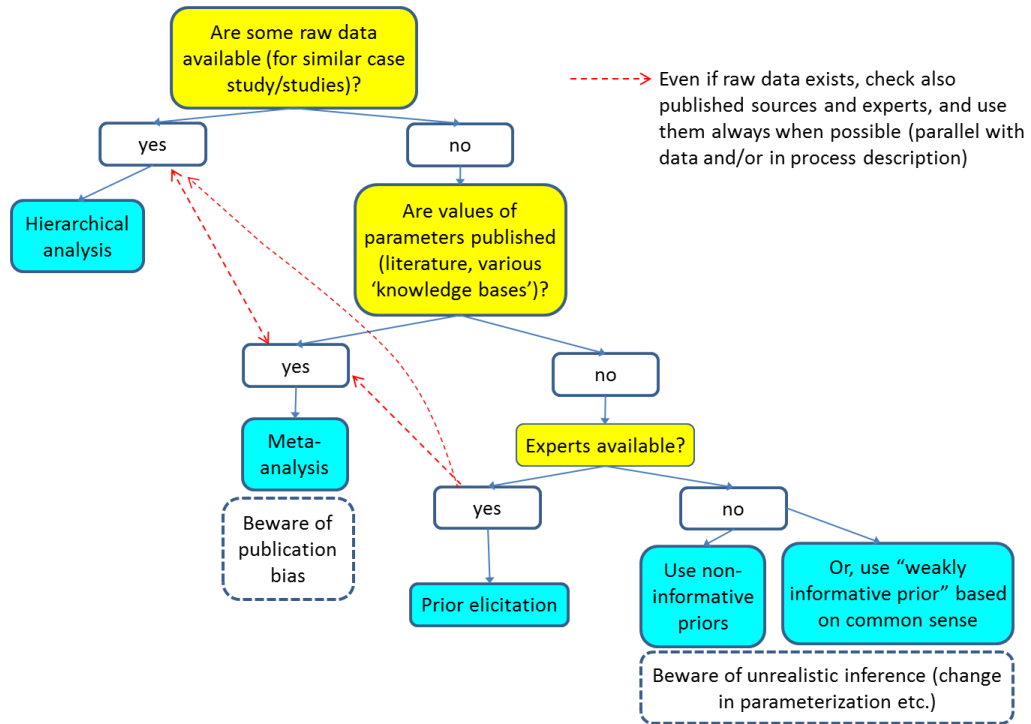 Are some raw data
available (for similar case
study/studies)?
Even if raw data exists, check also
published sources and experts, and use
them always when possible (parallel with
data and/or in process description)
yes
no
Hierarchical
analysis
Are values of
parameters published
(literature, various
‘knowledge bases’)?
yes
no
Meta-
analysis
Experts available?
Beware of
publication
bias
yes
no
Prior elicitation
Use non-
informative
priors
Or, use “weakly
informative prior” based
on common sense
Beware of unrealistic inference (change
in parameterization etc.)